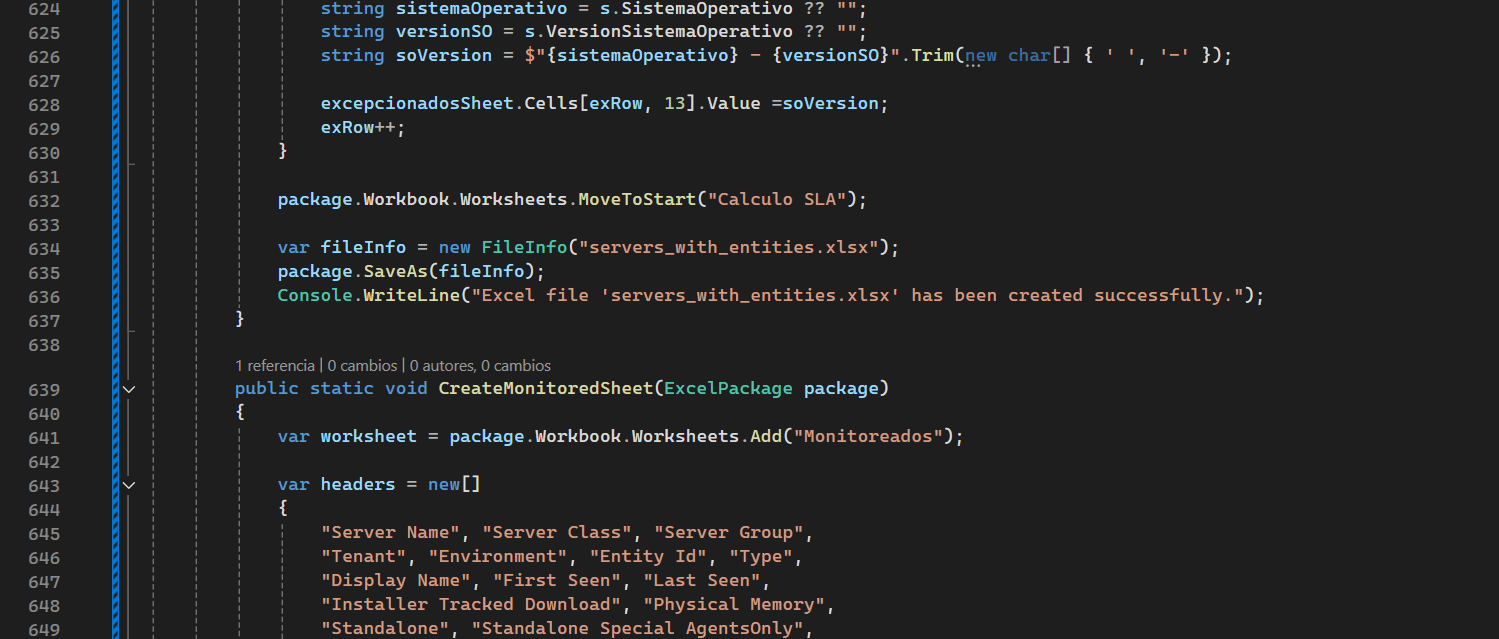 624 string sistemaOperativo = s.SistemaOperativo ?? "";
625 string versionSO = s.VersionSistemaOperativo ?? "";
626 string soVersion = $"{sistemaOperativo} - {versionSO}".Trim(new char[] { ' ', '-' });
627
628 excepcionadosSheet.Cells[exRow, 13].Value =soVersion;
629 exRow++;
630 }
631
632 package.Workbook.Worksheets.MoveToStart("Calculo SLA");
633
634 var fileInfo = new FileInfo("servers_with_entities.xlsx");
635 package.SaveAs(fileInfo);
636 Console.WriteLine("Excel file 'servers_with_entities.xlsx' has been created successfully.");
637 }
638
1 referencia | 0 cambios | 0 autores, 0 cambios
639 public static void CreateMonitoredSheet(ExcelPackage package)
640 {
641 var worksheet = package.Workbook.Worksheets.Add("Monitoreados");
642
643 var headers = new[]
644 {
645 "Server Name", "Server Class", "Server Group",
646 "Tenant", "Environment", "Entity Id", "Type",
647 "Display Name", "First Seen", "Last Seen",
648 "Installer Tracked Download", "Physical Memory",
649 "Standalone", "Standalone Special AgentsOnly",